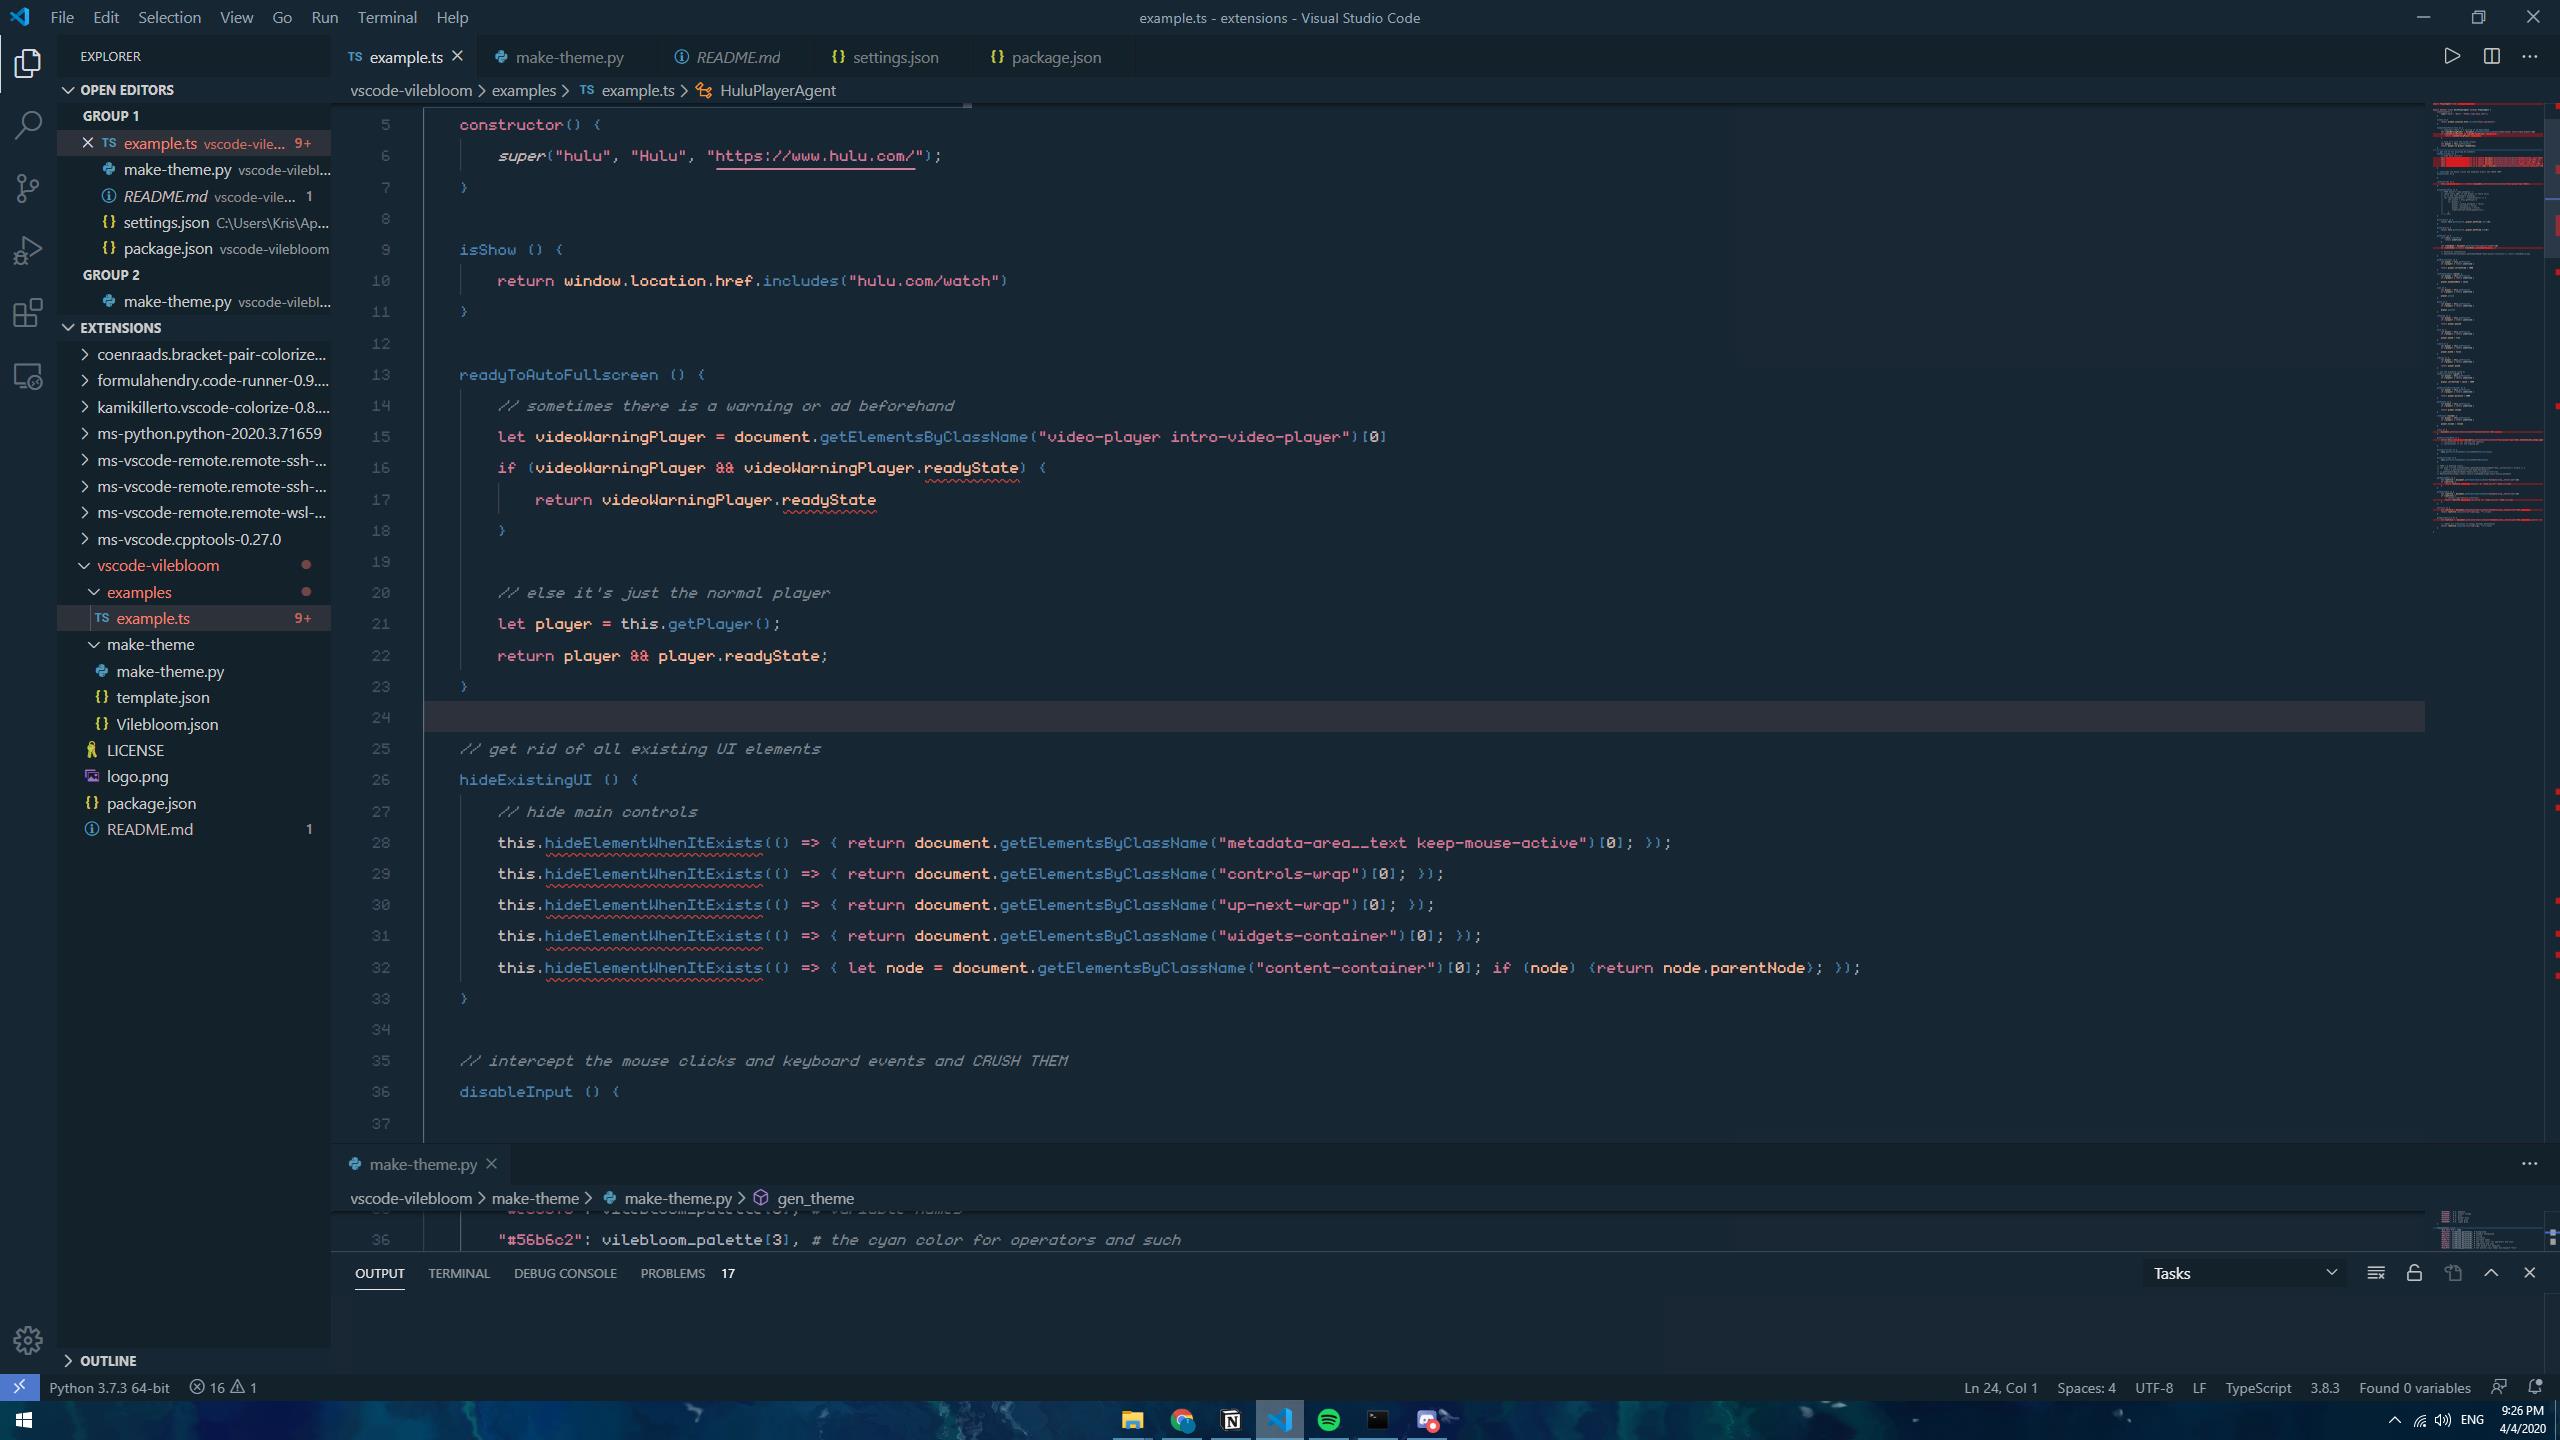 File Edit Selection View Go Run Terminal Help
example.ts - extensions - Visual Studio Code
EXPLORER
OPEN EDITORS
GROUP 1
TS example.ts vscode-vile... 9+
make-theme.py vscode-vilebl...
README.md vscode-vile... 1
{} settings.json C:\Users\Kris\Ap...
{} package.json vscode-vilebloom
GROUP 2
make-theme.py vscode-vilebl...
EXTENSIONS
coenraads.bracket-pair-colorize...
formulahendry.code-runner-0.9....
kamikillerto.vscode-colorize-0.8....
ms-python.python-2020.3.71659
ms-vscode-remote.remote-ssh-...
ms-vscode-remote.remote-ssh-...
ms-vscode-remote.remote-wsl-...
ms-vscode.cpptools-0.27.0
vscode-vilebloom
examples
TS example.ts 9+
make-theme
make-theme.py
{} template.json
{} Vilebloom.json
LICENSE
logo.png
{} package.json
README.md 1
OUTLINE
TS example.ts make-theme.py README.md {} settings.json {} package.json
vscode-vilebloom > examples > TS example.ts > HuluPlayerAgent
5 constructor() {
6 super("hulu", "Hulu", "https://www.hulu.com/");
7 }
8
9 isShow () {
10 return window.location.href.includes("hulu.com/watch")
11 }
12
13 readyToAutoFullscreen () {
14 // sometimes there is a warning or ad beforehand
15 let videoWarningPlayer = document.getElementsByClassName("video-player intro-video-player")[0]
16 if (videoWarningPlayer && videoWarningPlayer.readyState) {
17 return videoWarningPlayer.readyState
18 }
19
20 // else it's just the normal player
21 let player = this.getPlayer();
22 return player && player.readyState;
23 }
24
25 // get rid of all existing UI elements
26 hideExistingUI () {
27 // hide main controls
28 this.hideElementWhenItExists(() => { return document.getElementsByClassName("metadata-area__text keep-mouse-active")[0]; });
29 this.hideElementWhenItExists(() => { return document.getElementsByClassName("controls-wrap")[0]; });
30 this.hideElementWhenItExists(() => { return document.getElementsByClassName("up-next-wrap")[0]; });
31 this.hideElementWhenItExists(() => { return document.getElementsByClassName("widgets-container")[0]; });
32 this.hideElementWhenItExists(() => { let node = document.getElementsByClassName("content-container")[0]; if (node) {return node.parentNode}; });
33 }
34
35 // intercept the mouse clicks and keyboard events and CRUSH THEM
36 disableInput () {
37
make-theme.py
vscode-vilebloom > make-theme > make-theme.py > gen_theme
36 "#56b6c2": vilebloom_palette[3], # the cyan color for operators and such
OUTPUT TERMINAL DEBUG CONSOLE PROBLEMS 17
Tasks
Python 3.7.3 64-bit 16 1
Ln 24, Col 1 Spaces: 4 UTF-8 LF TypeScript 3.8.3 Found 0 variables
ENG
9:26 PM
4/4/2020